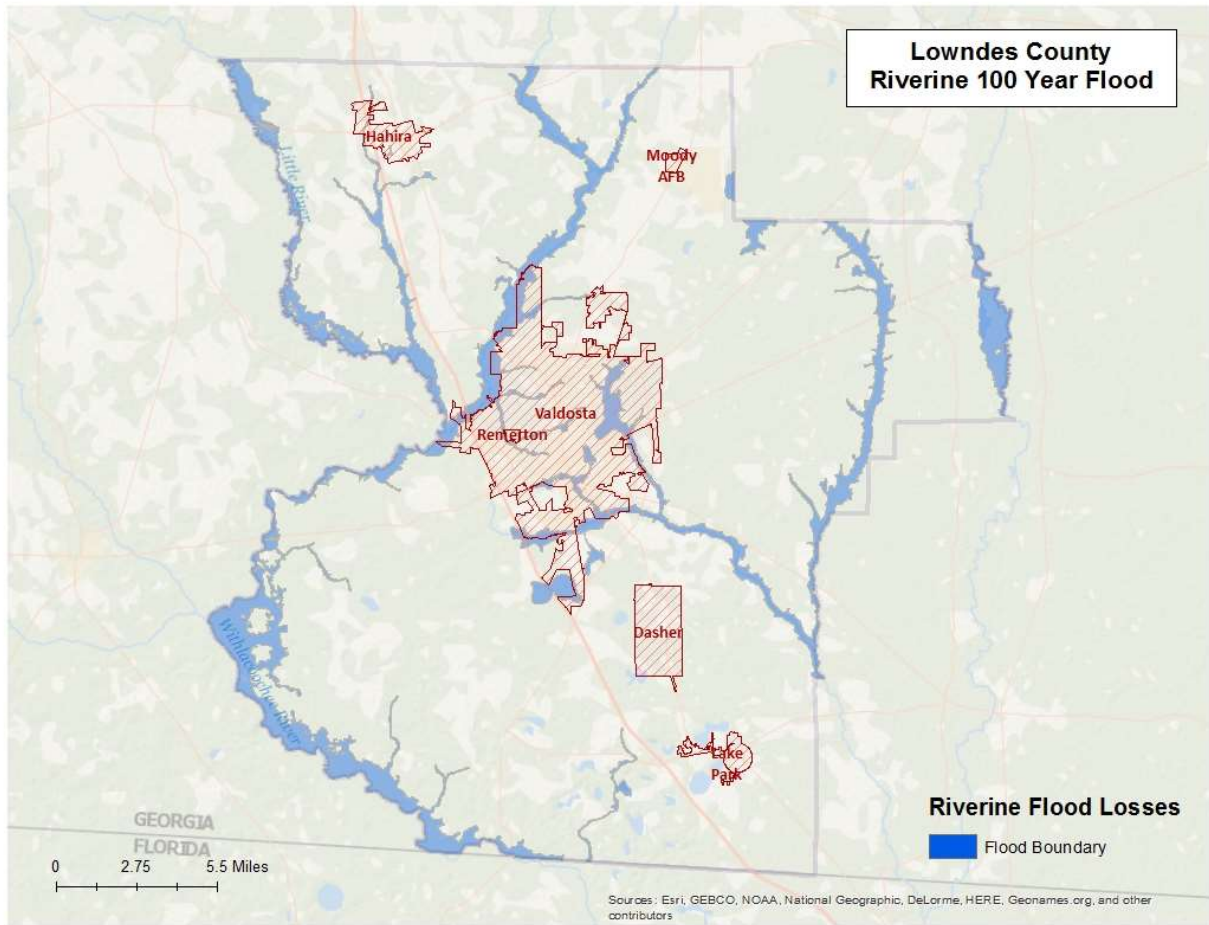 Lowndes County
Riverine 100 Year Flood
Hahira
Moody
AFB
Little River
Valdosta
Remerton
Dasher
Withlacoochee River
Lake
Park
GEORGIA
FLORIDA
0 2.75 5.5 Miles
Riverine Flood Losses
Flood Boundary
Sources: Esri, GEBCO, NOAA, National Geographic, DeLorme, HERE, Geonames.org, and other
contributors